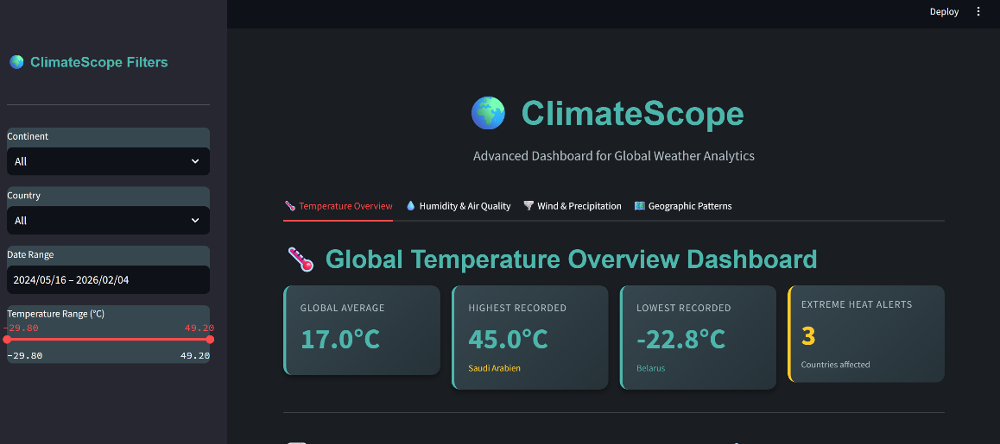 Deploy
ClimateScope Filters
Continent
All
Country
All
Date Range
2024/05/16 – 2026/02/04
Temperature Range (°C)
-29.80 49.20
-29.80 49.20
ClimateScope
Advanced Dashboard for Global Weather Analytics
Temperature Overview Humidity & Air Quality Wind & Precipitation Geographic Patterns
Global Temperature Overview Dashboard
GLOBAL AVERAGE
17.0°C
HIGHEST RECORDED
45.0°C
Saudi Arabien
LOWEST RECORDED
-22.8°C
Belarus
EXTREME HEAT ALERTS
3
Countries affected